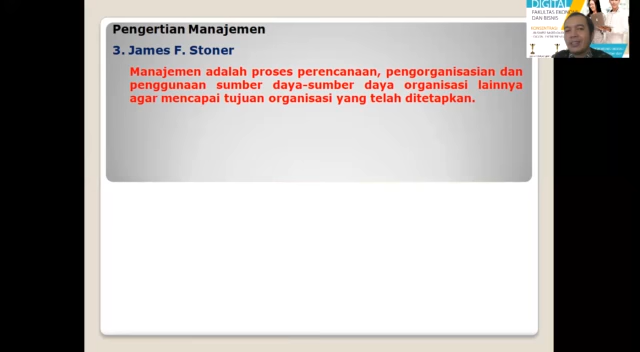 Pengertian Manajemen
3. James F. Stoner
Manajemen adalah proses perencanaan, pengorganisasian dan
penggunaan sumber daya-sumber daya organisasi lainnya
agar mencapai tujuan organisasi yang telah ditetapkan.
DIGITAL
FAKULTAS EKONO
DAN BISNIS